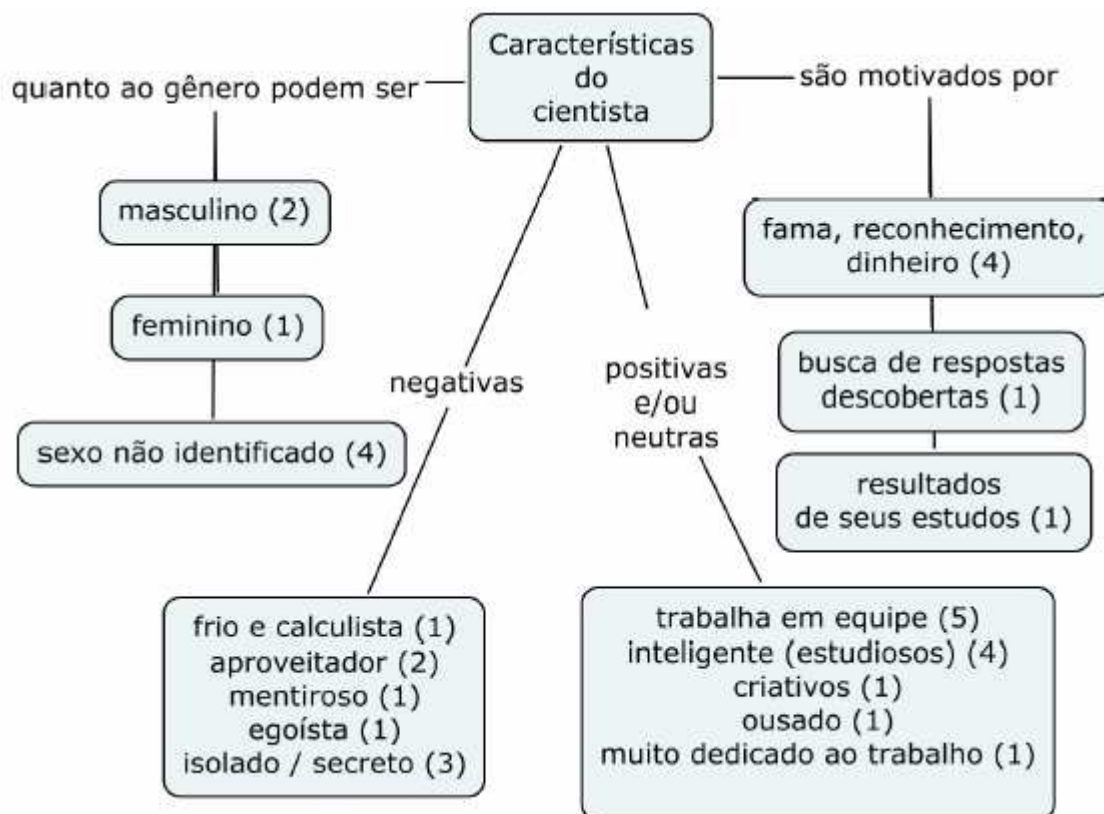 Características
do
cientista
quanto ao gênero podem ser
são motivados por
masculino (2)
feminino (1)
sexo não identificado (4)
fama, reconhecimento,
dinheiro (4)
busca de respostas
descobertas (1)
resultados
de seus estudos (1)
negativas
positivas
e/ou
neutras
frio e calculista (1)
aproveitador (2)
mentiroso (1)
egoísta (1)
isolado / secreto (3)
trabalha em equipe (5)
inteligente (estudiosos) (4)
criativos (1)
ousado (1)
muito dedicado ao trabalho (1)